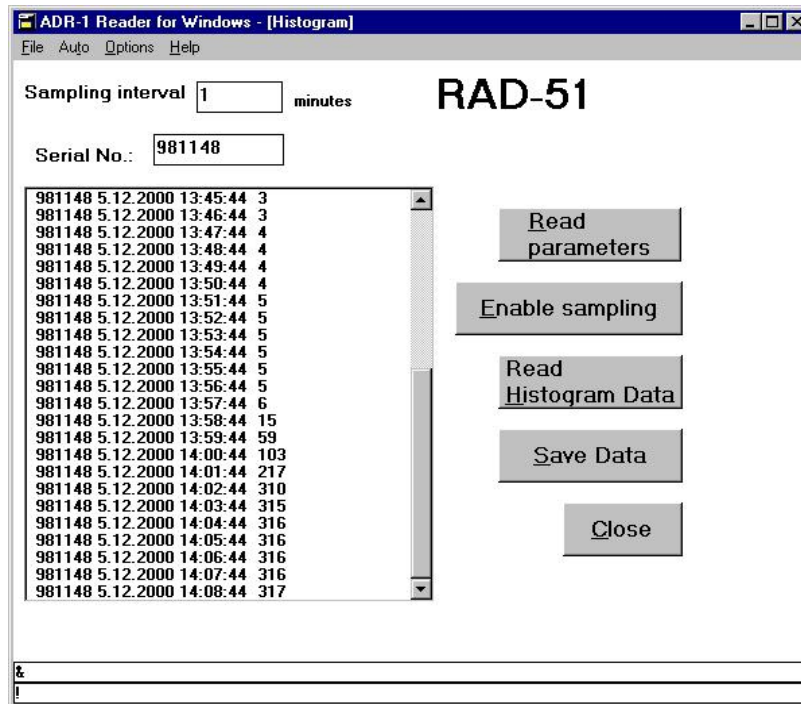 ADR-1 Reader for Windows - [Histogram]
File Auto Options Help
Sampling interval 1 minutes
RAD-51
Serial No.: 981148
981148 5.12.2000 13:45:44 3
981148 5.12.2000 13:46:44 3
981148 5.12.2000 13:47:44 4
981148 5.12.2000 13:48:44 4
981148 5.12.2000 13:49:44 4
981148 5.12.2000 13:50:44 4
981148 5.12.2000 13:51:44 5
981148 5.12.2000 13:52:44 5
981148 5.12.2000 13:53:44 5
981148 5.12.2000 13:54:44 5
981148 5.12.2000 13:55:44 5
981148 5.12.2000 13:56:44 5
981148 5.12.2000 13:57:44 6
981148 5.12.2000 13:58:44 15
981148 5.12.2000 13:59:44 59
981148 5.12.2000 14:00:44 103
981148 5.12.2000 14:01:44 217
981148 5.12.2000 14:02:44 310
981148 5.12.2000 14:03:44 315
981148 5.12.2000 14:04:44 316
981148 5.12.2000 14:05:44 316
981148 5.12.2000 14:06:44 316
981148 5.12.2000 14:07:44 316
981148 5.12.2000 14:08:44 317
Read
parameters
Enable sampling
Read
Histogram Data
Save Data
Close
&
!